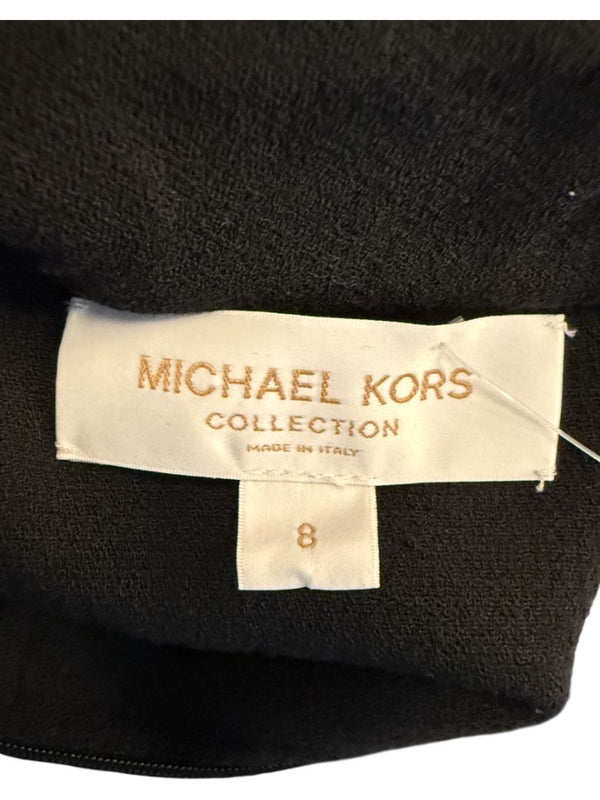 MICHAEL KORS
COLLECTION
MADE IN ITALY
8